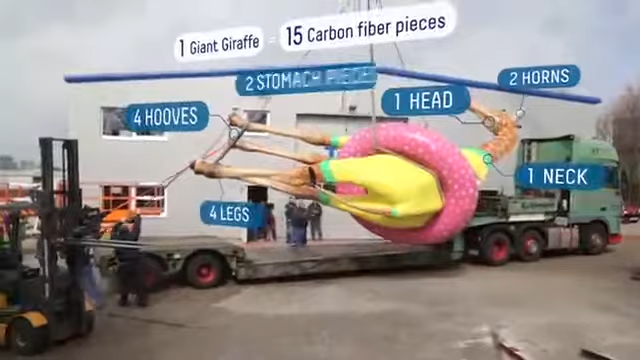 1 Giant Giraffe = 15 Carbon fiber pieces
2 STOMACH PIECES
2 HORNS
1 HEAD
4 HOOVES
1 NECK
4 LEGS